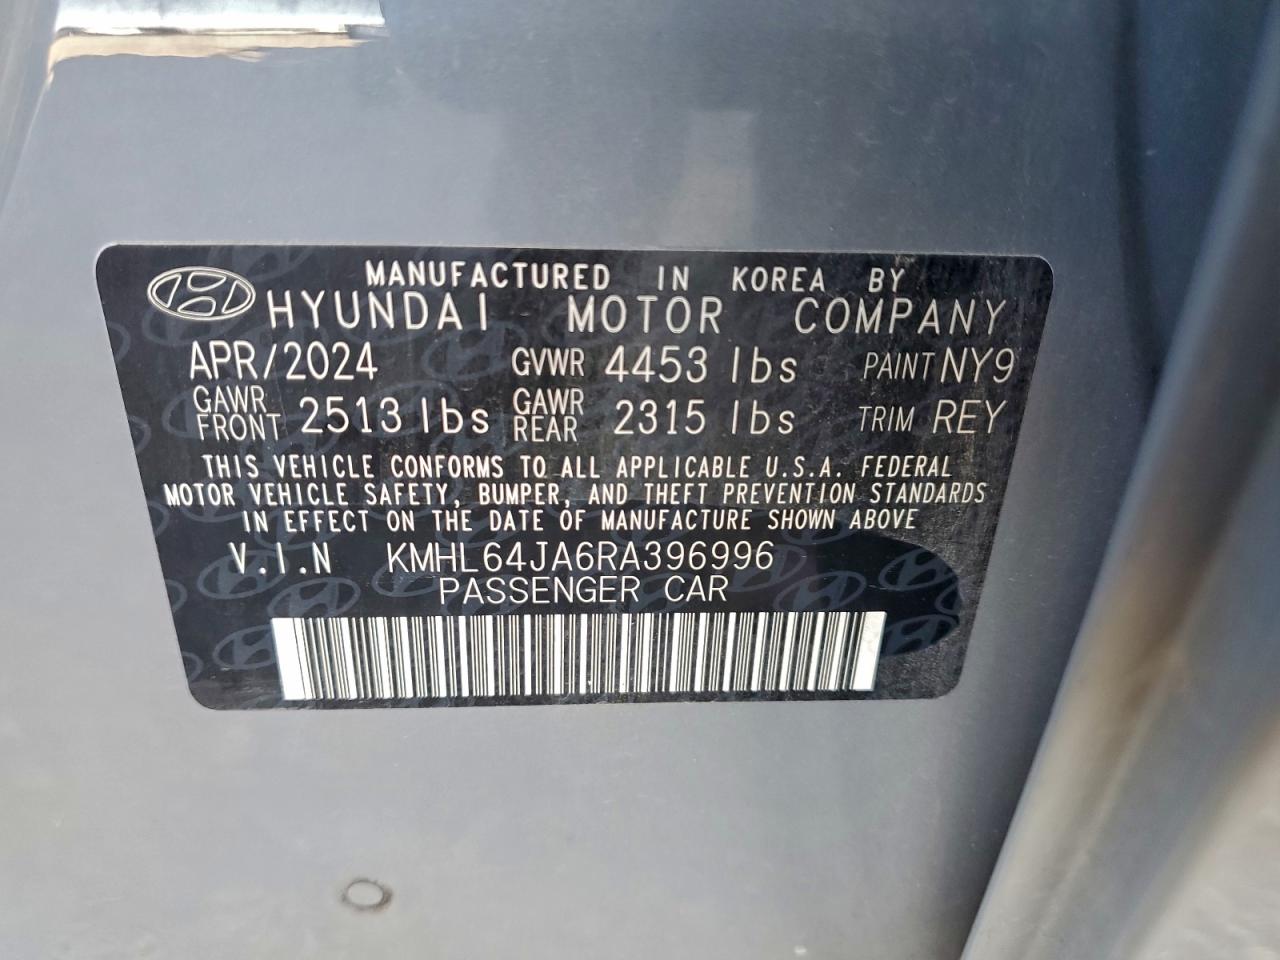 MANUFACTURED IN KOREA BY
HYUNDAI MOTOR COMPANY
APR/2024 GVWR 4453 lbs PAINT NY9
GAWR FRONT 2513 lbs GAWR REAR 2315 lbs TRIM REY
THIS VEHICLE CONFORMS TO ALL APPLICABLE U.S.A. FEDERAL
MOTOR VEHICLE SAFETY, BUMPER, AND THEFT PREVENTION STANDARDS
IN EFFECT ON THE DATE OF MANUFACTURE SHOWN ABOVE
V.I.N KMHL64JA6RA396996
PASSENGER CAR